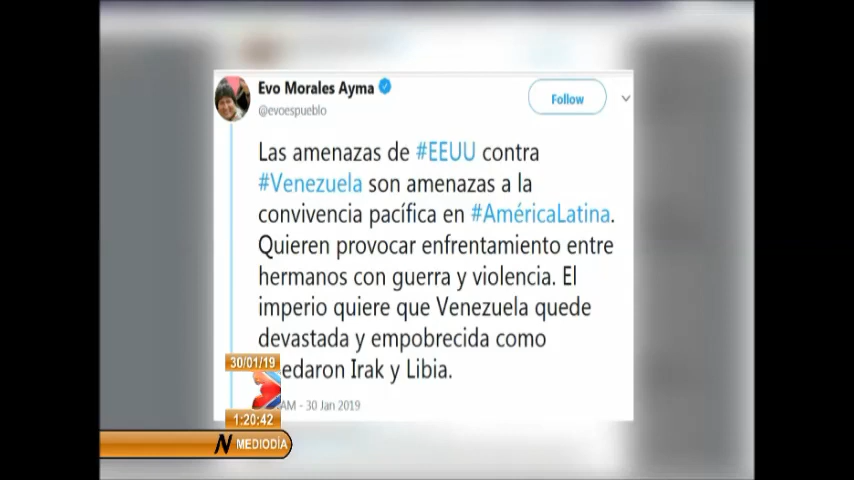 Evo Morales Ayma
@evoespueblo
Follow
Las amenazas de #EEUU contra
#Venezuela son amenazas a la
convivencia pacífica en #AméricaLatina.
Quieren provocar enfrentamiento entre
hermanos con guerra y violencia. El
imperio quiere que Venezuela quede
devastada y empobrecida como
edaron Irak y Libia.
AM - 30 Jan 2019
30/01/19
1:20:42
N MEDIODÍA